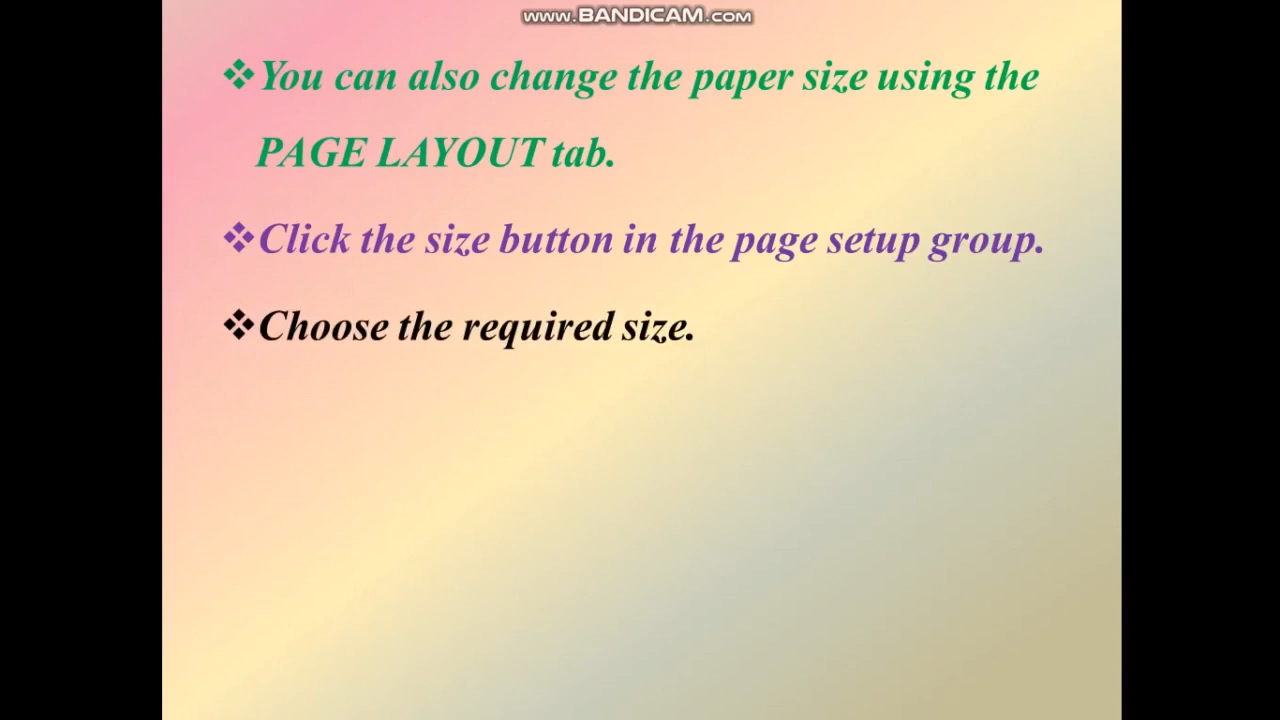 www.BANDICAM.com
❖You can also change the paper size using the
PAGE LAYOUT tab.
❖Click the size button in the page setup group.
❖Choose the required size.